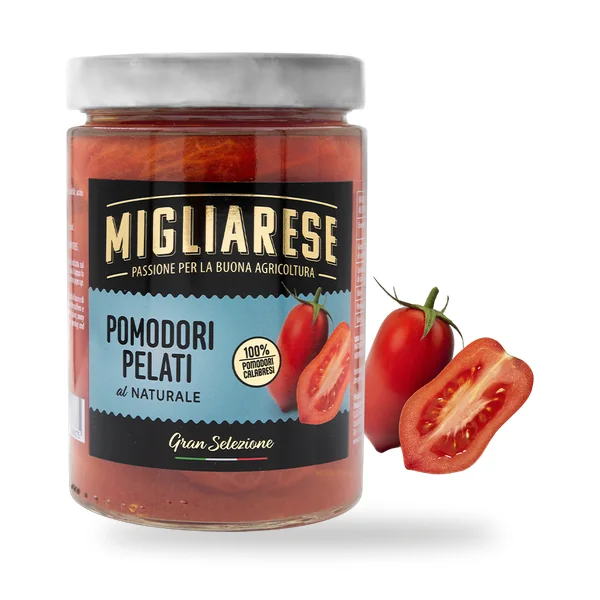 MIGLIARESE
PASSIONE PER LA BUONA AGRICOLTURA
POMODORI
PELATI
al NATURALE
100%
POMODORI
CALABRESI
Gran Selezione